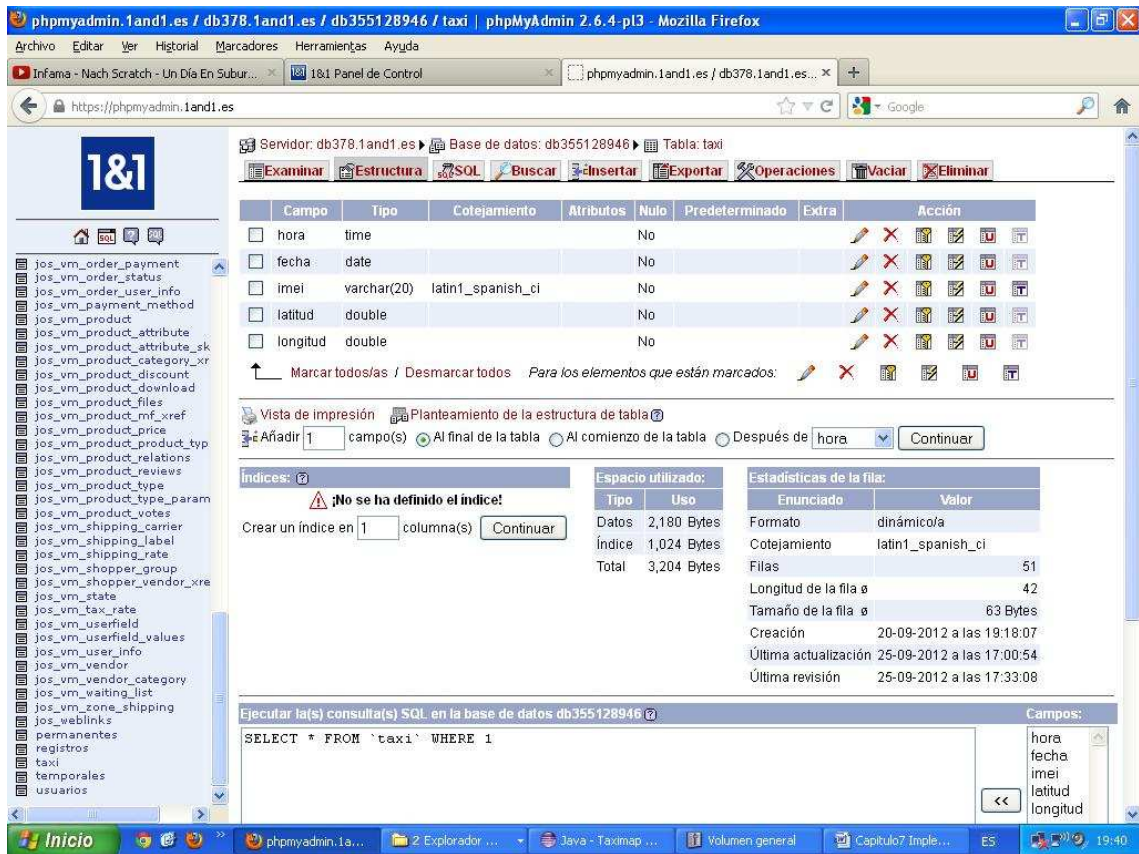 phpmyadmin.1and1.es / db378.1and1.es / db355128946 / taxi | phpMyAdmin 2.6.4-pl3 - Mozilla Firefox
Archivo Editar Ver Historial Marcadores Herramientas Ayuda
Infama - Nach Scratch - Un Día En Subur... 1&1 Panel de Control phpmyadmin.1and1.es / db378.1and1.es...
https://phpmyadmin.1and1.es Google
1&1
Servidor: db378.1and1.es Base de datos: db355128946 Tabla: taxi
Examinar Estructura SQL Buscar Insertar Exportar Operaciones Vaciar Eliminar
Campo Tipo Cotejamiento Atributos Nulo Predeterminado Extra Acción
hora time No
fecha date No
imei varchar(20) latin1_spanish_ci No
latitud double No
longitud double No
Marcar todos/as / Desmarcar todos Para los elementos que están marcados:
Vista de impresión Planteamiento de la estructura de tabla
Añadir 1 campo(s) Al final de la tabla Al comienzo de la tabla Después de hora Continuar
Índices:
¡No se ha definido el índice!
Crear un índice en 1 columna(s) Continuar
Espacio utilizado:
Tipo Uso
Datos 2,180 Bytes
Índice 1,024 Bytes
Total 3,204 Bytes
Estadísticas de la fila:
Enunciado Valor
Formato dinámico/a
Cotejamiento latin1_spanish_ci
Filas 51
Longitud de la fila ø 42
Tamaño de la fila ø 63 Bytes
Creación 20-09-2012 a las 19:18:07
Última actualización 25-09-2012 a las 17:00:54
Última revisión 25-09-2012 a las 17:33:08
Ejecutar la(s) consulta(s) SQL en la base de datos db355128946
SELECT * FROM `taxi` WHERE 1
Campos:
hora
fecha
imei
latitud
longitud
<<
jos_vm_order_payment
jos_vm_order_status
jos_vm_order_user_info
jos_vm_payment_method
jos_vm_product
jos_vm_product_attribute
jos_vm_product_attribute_sk
jos_vm_product_category_xr
jos_vm_product_discount
jos_vm_product_download
jos_vm_product_files
jos_vm_product_mf_xref
jos_vm_product_price
jos_vm_product_product_typ
jos_vm_product_relations
jos_vm_product_reviews
jos_vm_product_type
jos_vm_product_type_param
jos_vm_product_votes
jos_vm_shipping_carrier
jos_vm_shipping_label
jos_vm_shipping_rate
jos_vm_shopper_group
jos_vm_shopper_vendor_xre
jos_vm_state
jos_vm_tax_rate
jos_vm_userfield
jos_vm_userfield_values
jos_vm_user_info
jos_vm_vendor
jos_vm_vendor_category
jos_vm_waiting_list
jos_vm_zone_shipping
jos_weblinks
permanentes
registros
taxi
temporales
usuarios
Inicio phpmyadmin.1a... 2 Explorador ... Java - Taximap ... Volumen general Capitulo7 Imple... ES 19:40